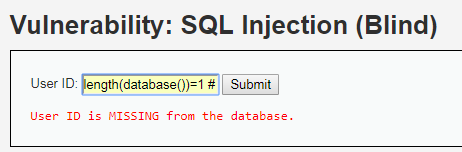 Vulnerability: SQL Injection (Blind)
User ID: length(database())=1 # Submit
User ID is MISSING from the database.